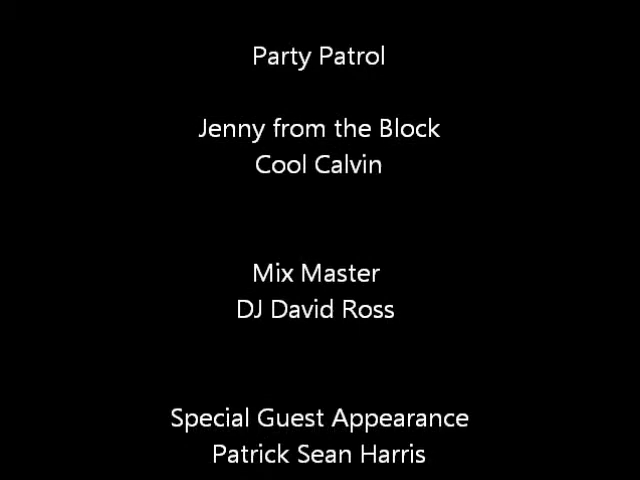 Party Patrol
Jenny from the Block
Cool Calvin
Mix Master
DJ David Ross
Special Guest Appearance
Patrick Sean Harris